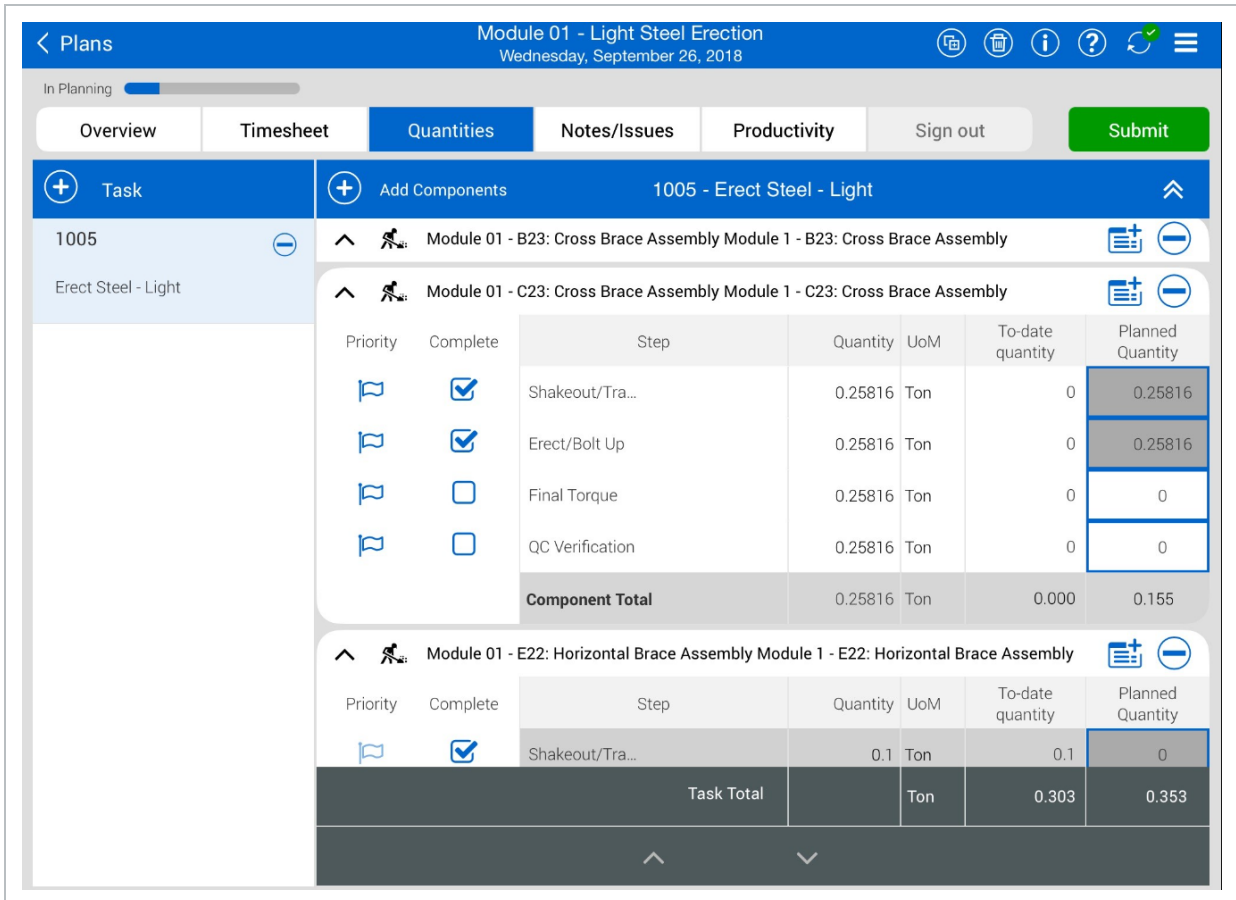 Plans
Module 01 - Light Steel Erection
Wednesday, September 26, 2018
In Planning
Overview Timesheet Quantities Notes/Issues Productivity Sign out Submit
Task
Add Components 1005 - Erect Steel - Light
1005
Erect Steel - Light
Module 01 - B23: Cross Brace Assembly Module 1 - B23: Cross Brace Assembly
Module 01 - C23: Cross Brace Assembly Module 1 - C23: Cross Brace Assembly
Priority Complete Step Quantity UoM To-date quantity Planned Quantity
Shakeout/Tra... 0.25816 Ton 0 0.25816
Erect/Bolt Up 0.25816 Ton 0 0.25816
Final Torque 0.25816 Ton 0 0
QC Verification 0.25816 Ton 0 0
Component Total 0.25816 Ton 0.000 0.155
Module 01 - E22: Horizontal Brace Assembly Module 1 - E22: Horizontal Brace Assembly
Priority Complete Step Quantity UoM To-date quantity Planned Quantity
Shakeout/Tra... 0.1 Ton 0.1 0
Task Total Ton 0.303 0.353